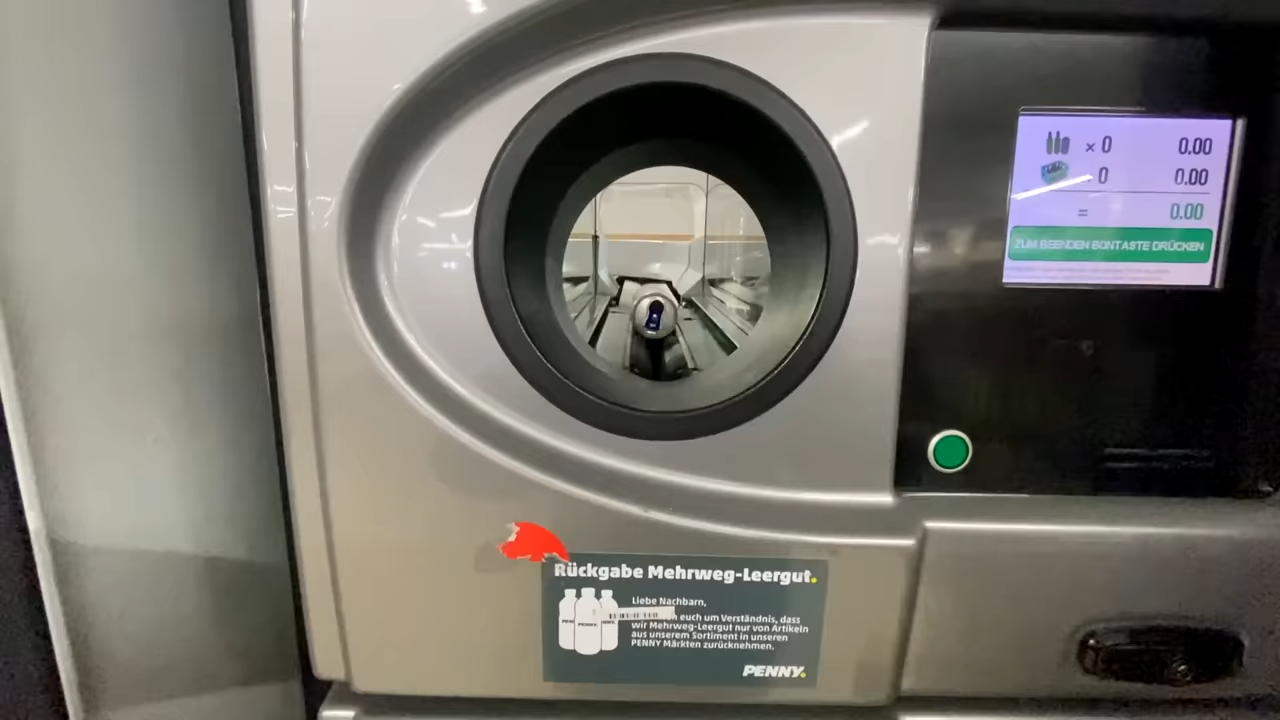 × 0 0.00
0 0.00
= 0.00
ZUM BEENDEN BONTASTE DRÜCKEN
Rückgabe Mehrweg-Leergut.
Liebe Nachbarn,
euch um Verständnis, dass
wir Mehrweg-Leergut nur von Artikeln
aus unserem Sortiment in unseren
PENNY Märkten zurücknehmen.
PENNY.
PENNY.